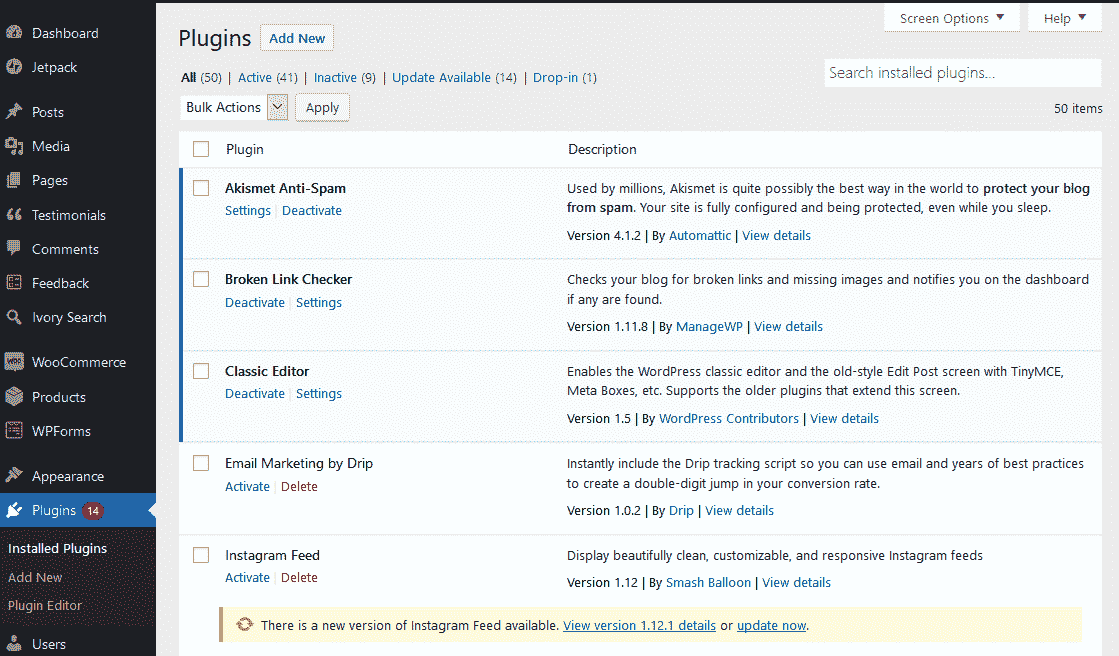 Screen Options ▼
Help ▼
Dashboard
Jetpack
Posts
Media
Pages
Testimonials
Comments
Feedback
Ivory Search
WooCommerce
Products
WPForms
Appearance
Plugins 14
Installed Plugins
Add New
Plugin Editor
Users
Plugins Add New
All (50) | Active (41) | Inactive (9) | Update Available (14) | Drop-in (1)
Search installed plugins...
Bulk Actions Apply
50 items
Plugin Description
Akismet Anti-Spam
Settings | Deactivate
Used by millions, Akismet is quite possibly the best way in the world to protect your blog
from spam. Your site is fully configured and being protected, even while you sleep.
Version 4.1.2 | By Automattic | View details
Broken Link Checker
Deactivate | Settings
Checks your blog for broken links and missing images and notifies you on the dashboard
if any are found.
Version 1.11.8 | By ManageWP | View details
Classic Editor
Deactivate | Settings
Enables the WordPress classic editor and the old-style Edit Post screen with TinyMCE,
Meta Boxes, etc. Supports the older plugins that extend this screen.
Version 1.5 | By WordPress Contributors | View details
Email Marketing by Drip
Activate | Delete
Instantly include the Drip tracking script so you can use email and years of best practices
to create a double-digit jump in your conversion rate.
Version 1.0.2 | By Drip | View details
Instagram Feed
Activate | Delete
Display beautifully clean, customizable, and responsive Instagram feeds
Version 1.12 | By Smash Balloon | View details
There is a new version of Instagram Feed available. View version 1.12.1 details or update now.